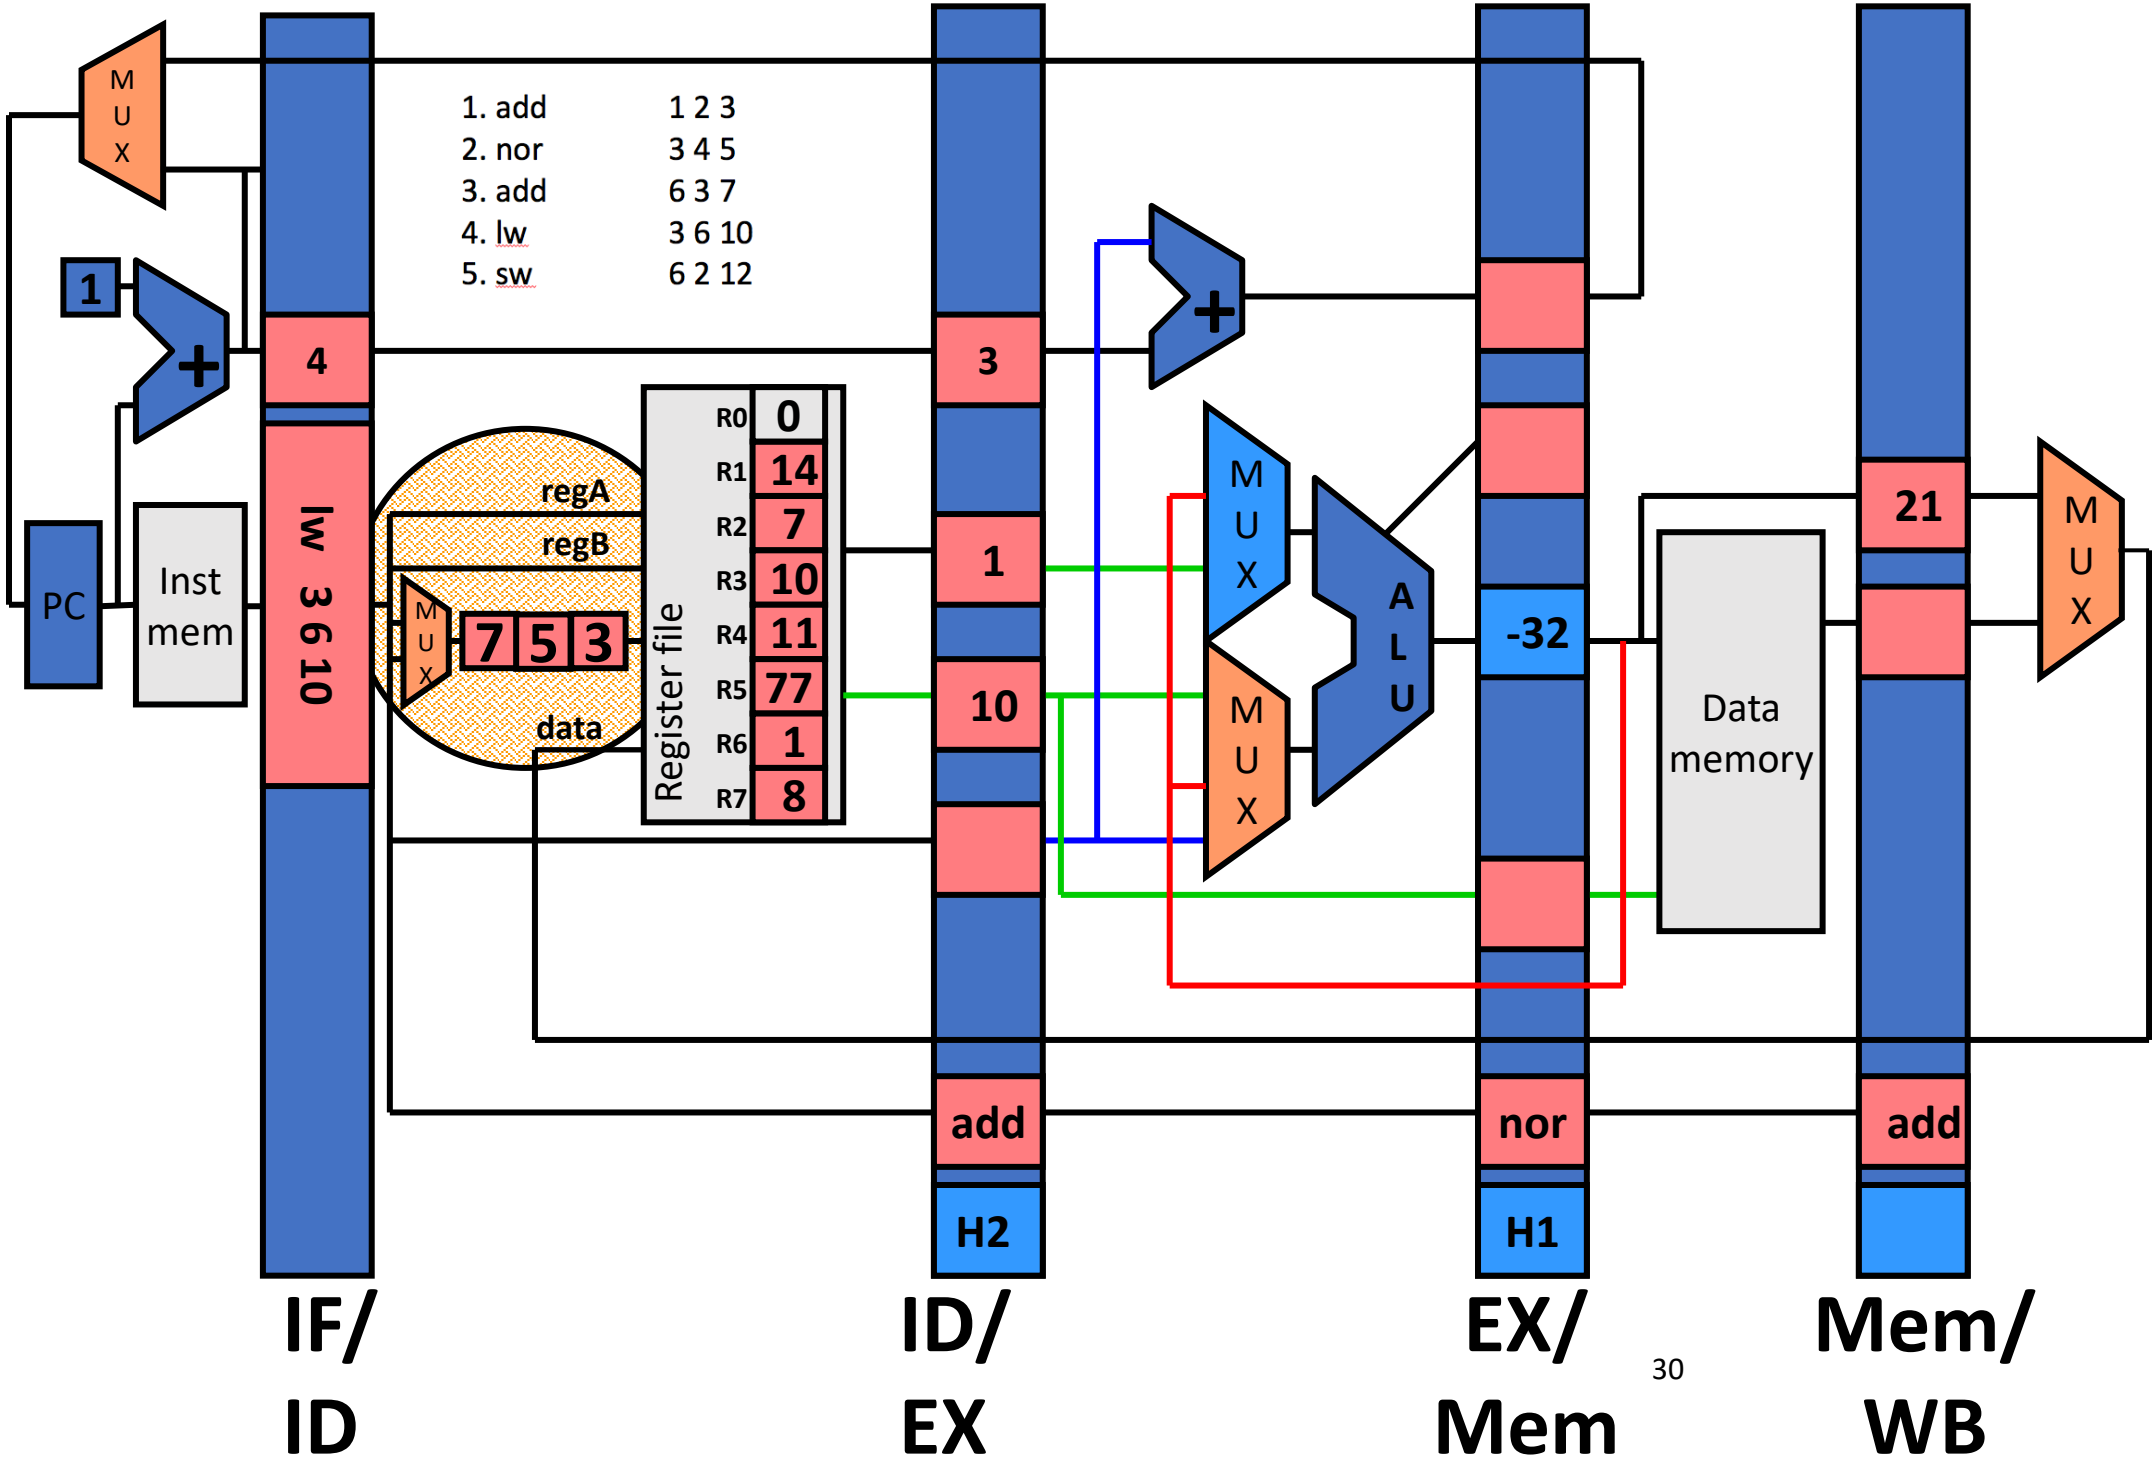 M
U
X
1. add 1 2 3
2. nor 3 4 5
3. add 6 3 7
4. lw 3 6 10
5. sw 6 2 12
1
+
4
3
+
PC
Inst
mem
lw 3 6 10
regA
regB
M
U
X
7 5 3
data
Register file
R0 0
R1 14
R2 7
R3 10
R4 11
R5 77
R6 1
R7 8
1
10
M
U
X
M
U
X
A
L
U
-32
Data
memory
21
M
U
X
add
nor
add
H2
H1
IF/
ID
ID/
EX
EX/
Mem
30
Mem/
WB